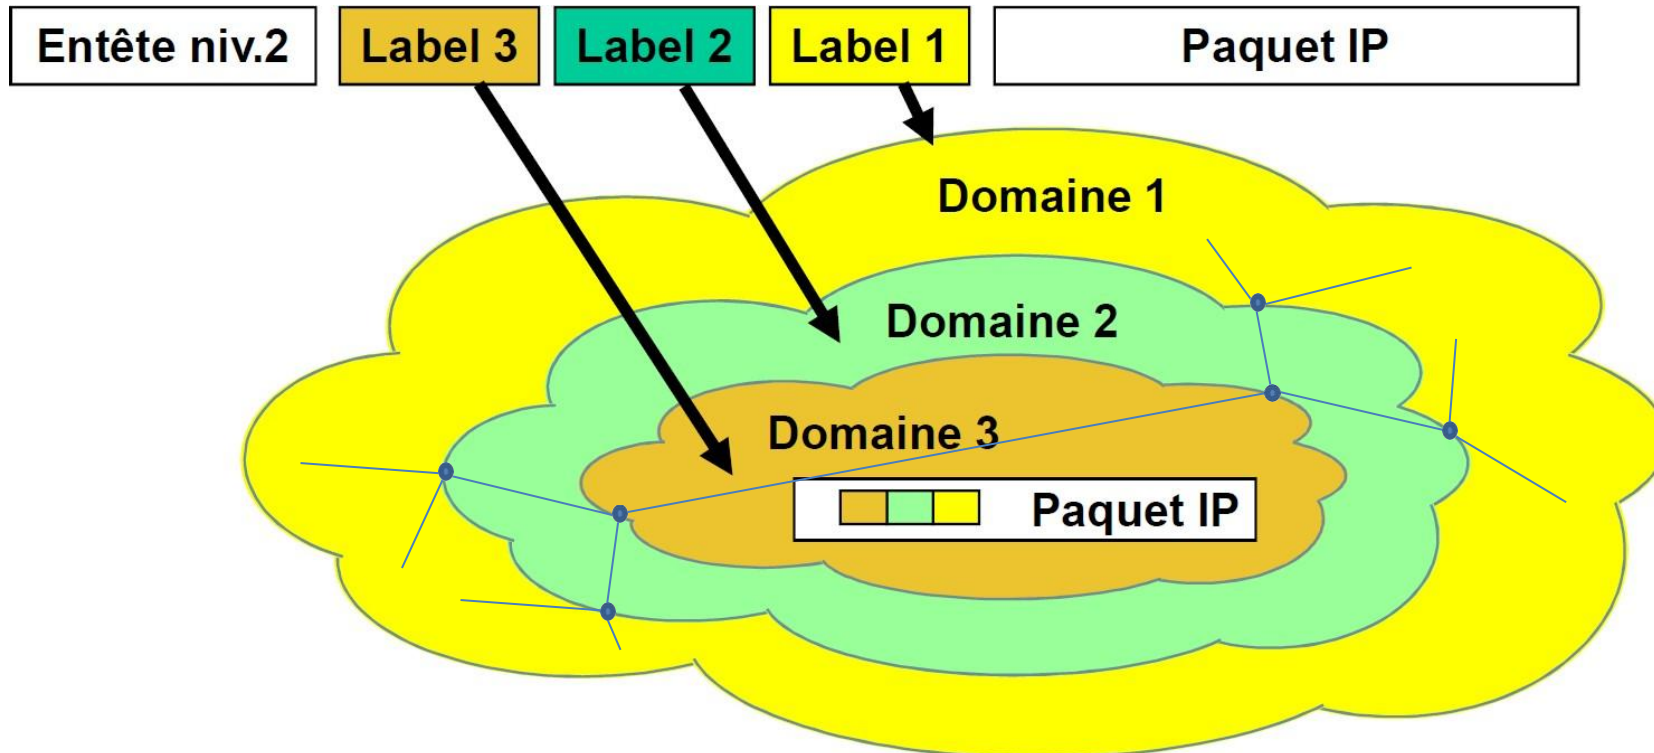 Entête niv.2 Label 3 Label 2 Label 1 Paquet IP
Domaine 1
Domaine 2
Domaine 3
Paquet IP